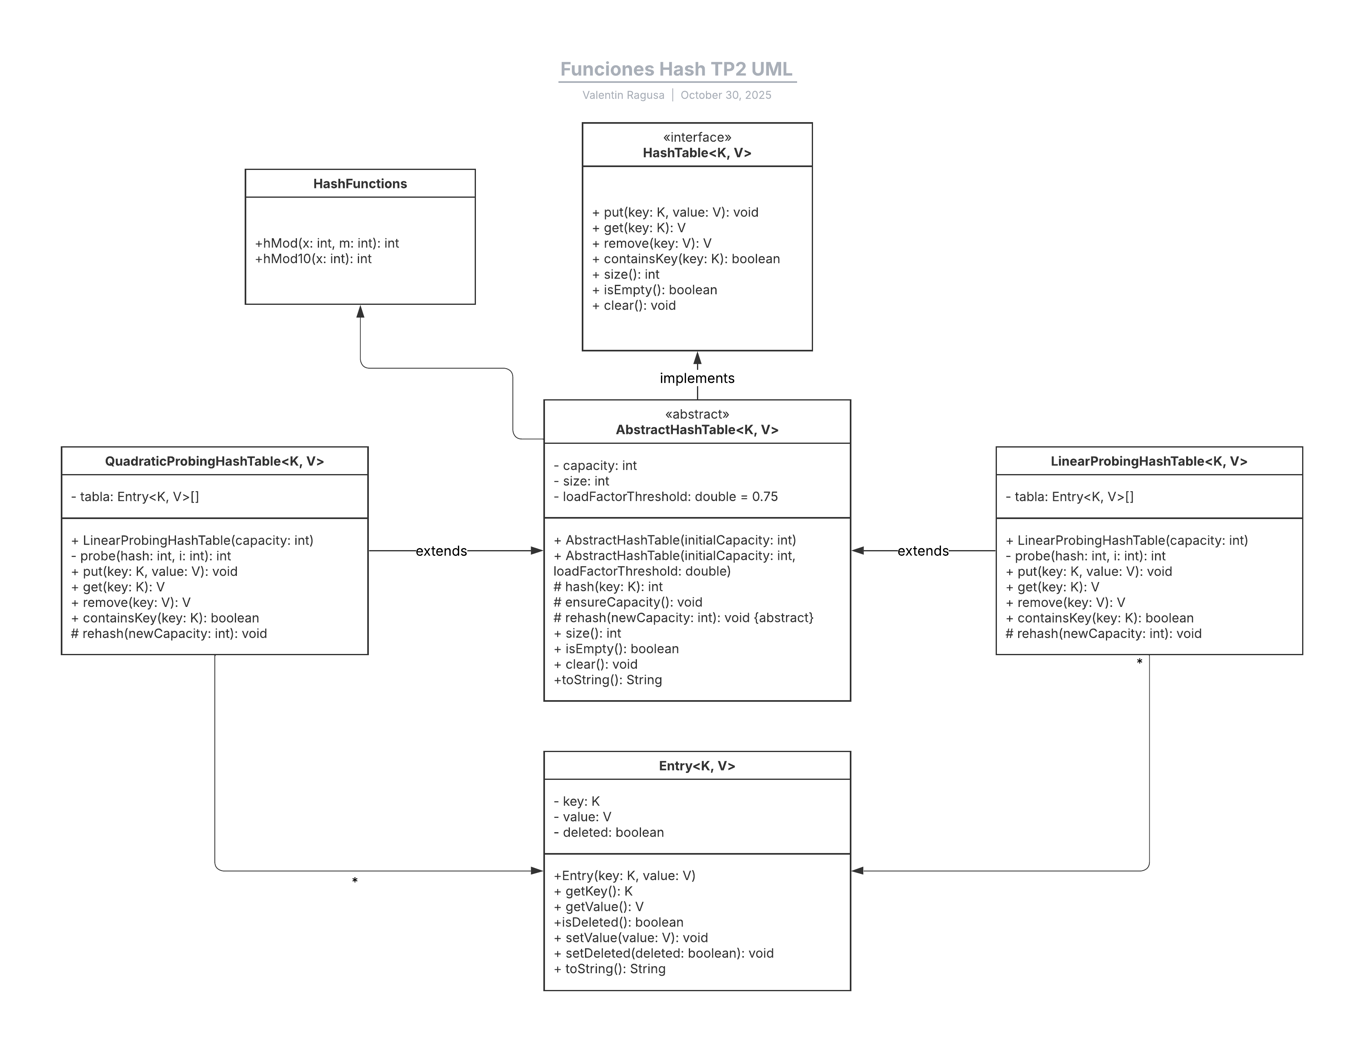 Funciones Hash TP2 UML
Valentin Ragusa | October 30, 2025
«interface»
HashTable<K, V>
+ put(key: K, value: V): void
+ get(key: K): V
+ remove(key: V): V
+ containsKey(key: K): boolean
+ size(): int
+ isEmpty(): boolean
+ clear(): void
HashFunctions
+hMod(x: int, m: int): int
+hMod10(x: int): int
implements
«abstract»
AbstractHashTable<K, V>
- capacity: int
- size: int
- loadFactorThreshold: double = 0.75
+ AbstractHashTable(initialCapacity: int)
+ AbstractHashTable(initialCapacity: int,
loadFactorThreshold: double)
# hash(key: K): int
# ensureCapacity(): void
# rehash(newCapacity: int): void {abstract}
+ size(): int
+ isEmpty(): boolean
+ clear(): void
+toString(): String
QuadraticProbingHashTable<K, V>
- tabla: Entry<K, V>[]
+ LinearProbingHashTable(capacity: int)
- probe(hash: int, i: int): int
+ put(key: K, value: V): void
+ get(key: K): V
+ remove(key: V): V
+ containsKey(key: K): boolean
# rehash(newCapacity: int): void
extends
extends
LinearProbingHashTable<K, V>
- tabla: Entry<K, V>[]
+ LinearProbingHashTable(capacity: int)
- probe(hash: int, i: int): int
+ put(key: K, value: V): void
+ get(key: K): V
+ remove(key: V): V
+ containsKey(key: K): boolean
# rehash(newCapacity: int): void
*
Entry<K, V>
- key: K
- value: V
- deleted: boolean
+Entry(key: K, value: V)
+ getKey(): K
+ getValue(): V
+isDeleted(): boolean
+ setValue(value: V): void
+ setDeleted(deleted: boolean): void
+ toString(): String
*